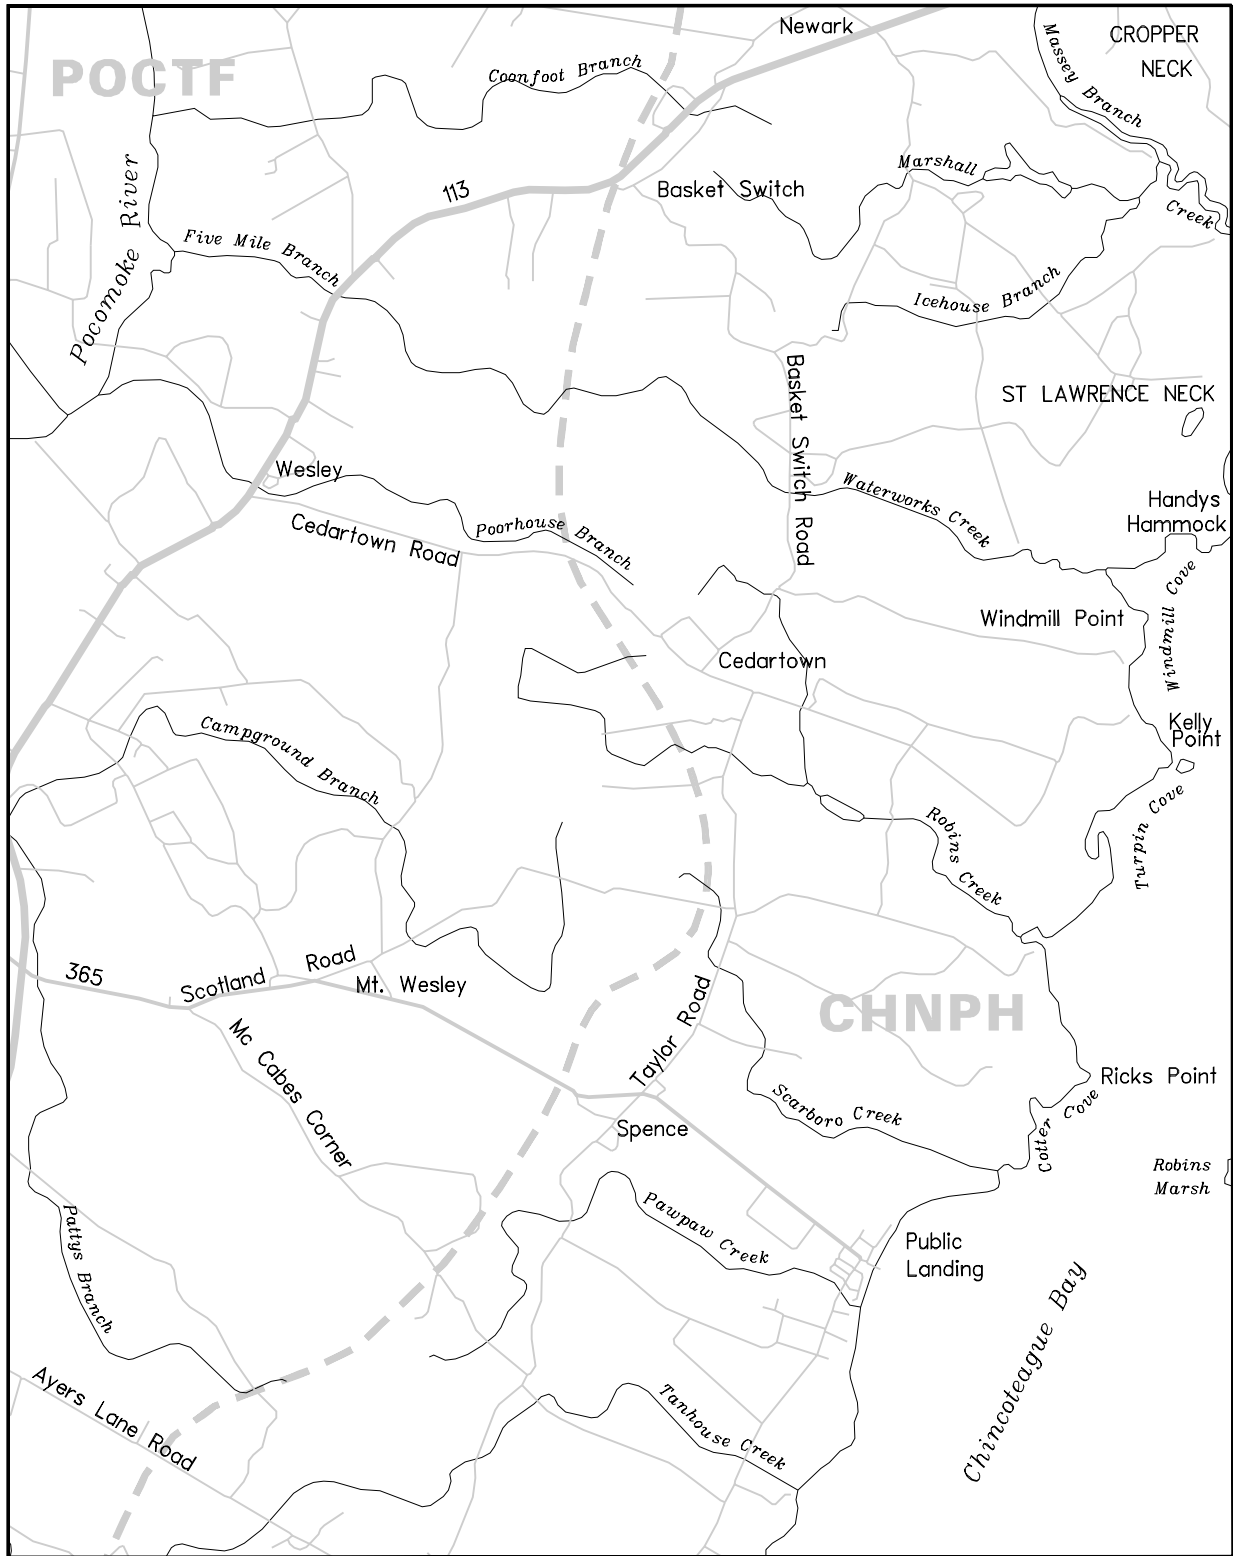 Newark
CROPPER
NECK
Massey Branch
POCTF
Coonfoot Branch
Pocomoke River
113
Basket Switch
Marshall
Creek
Five Mile Branch
Icehouse Branch
Basket Switch Road
ST LAWRENCE NECK
Wesley
Waterworks Creek
Handys
Hammock
Cedartown Road
Poorhouse Branch
Windmill Cove
Windmill Point
Cedartown
Kelly
Point
Campground Branch
Turpin Cove
Robins Creek
365
Scotland Road
Mt. Wesley
Taylor Road
CHNPH
Mc Cabes Corner
Ricks Point
Scarboro Creek
Cotter Cove
Spence
Robins
Marsh
Pattys Branch
Pawpaw Creek
Public
Landing
Chincoteague Bay
Ayers Lane Road
Tanhouse Creek